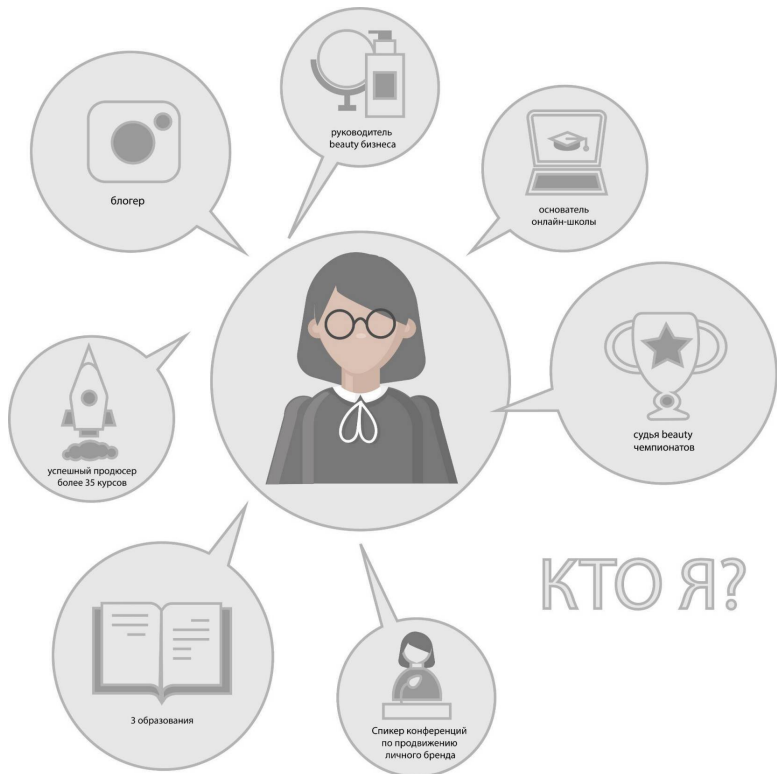 руководитель
beauty бизнеса
блогер
основатель
онлайн-школы
судья beauty
чемпионатов
успешный продюсер
более 35 курсов
КТО Я?
3 образования
Спикер конференций
по продвижению
личного бренда